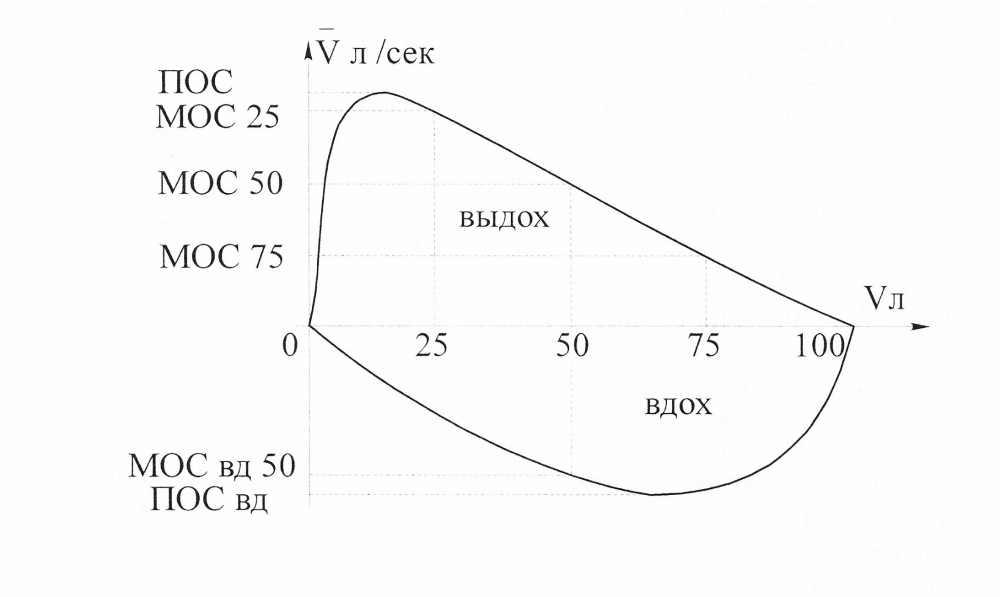 V̄ л /сек
ПОС
МОС 25
МОС 50
выдох
МОС 75
Vл
0 25 50 75 100
вдох
МОС вд 50
ПОС вд